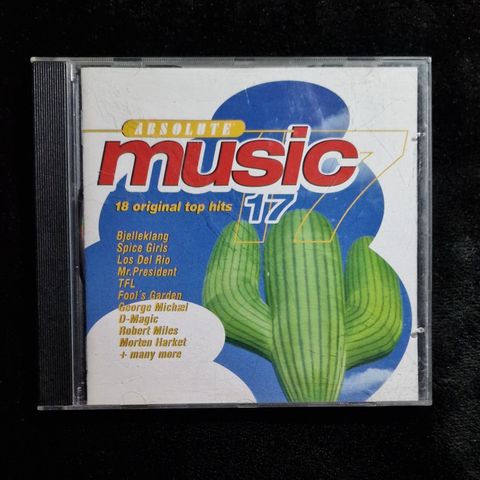 ABSOLUTE
music
18 original top hits 17
Bjelleklang
Spice Girls
Los Del Rio
Mr.President
TFL
Fool's Garden
George Michæl
D-Magic
Robert Miles
Morten Harket
+ many more